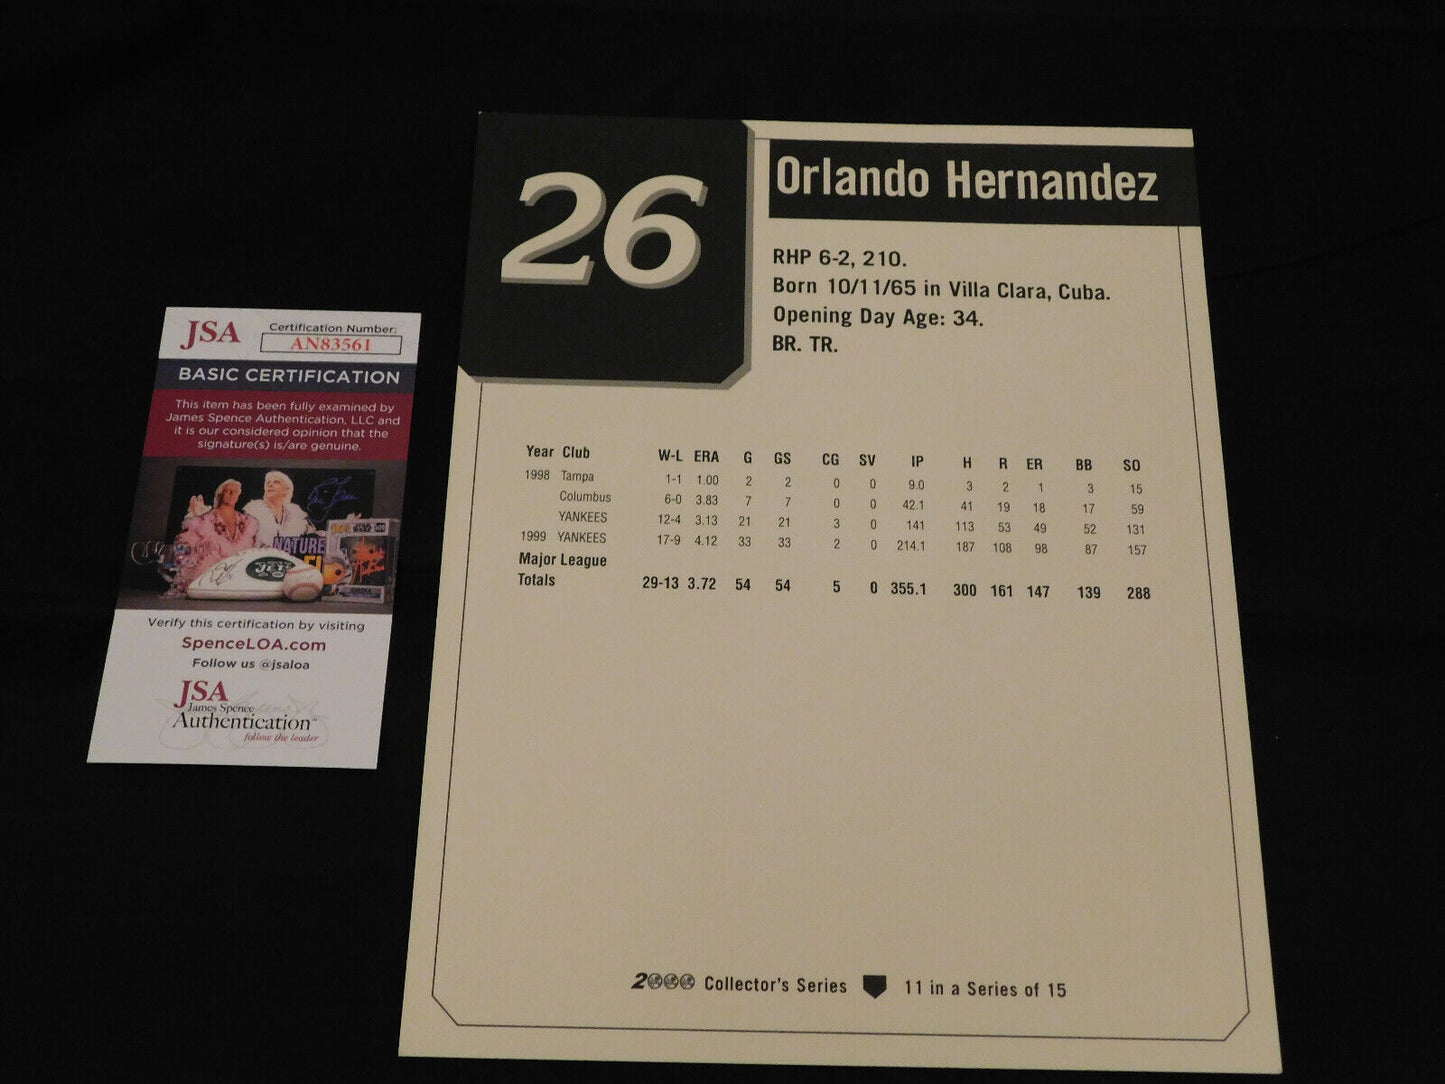 JSA
Certification Number:
AN83561
BASIC CERTIFICATION
This item has been fully examined by
James Spence Authentication, LLC and
it is our considered opinion that the
signature(s) is/are genuine.
NATURE
JETS
Verify this certification by visiting
SpenceLOA.com
Follow us @jsaloa
JSA
James Spence
Authentication™
follow the leader
26
Orlando Hernandez
RHP 6-2, 210.
Born 10/11/65 in Villa Clara, Cuba.
Opening Day Age: 34.
BR. TR.
Year Club W-L ERA G GS CG SV IP H R ER BB SO
1998 Tampa 1-1 1.00 2 2 0 0 9.0 3 2 1 3 15
Columbus 6-0 3.83 7 7 0 0 42.1 41 19 18 17 59
YANKEES 12-4 3.13 21 21 3 0 141 113 53 49 52 131
1999 YANKEES 17-9 4.12 33 33 2 0 214.1 187 108 98 87 157
Major League
Totals 29-13 3.72 54 54 5 0 355.1 300 161 147 139 288
2000 Collector's Series 11 in a Series of 15